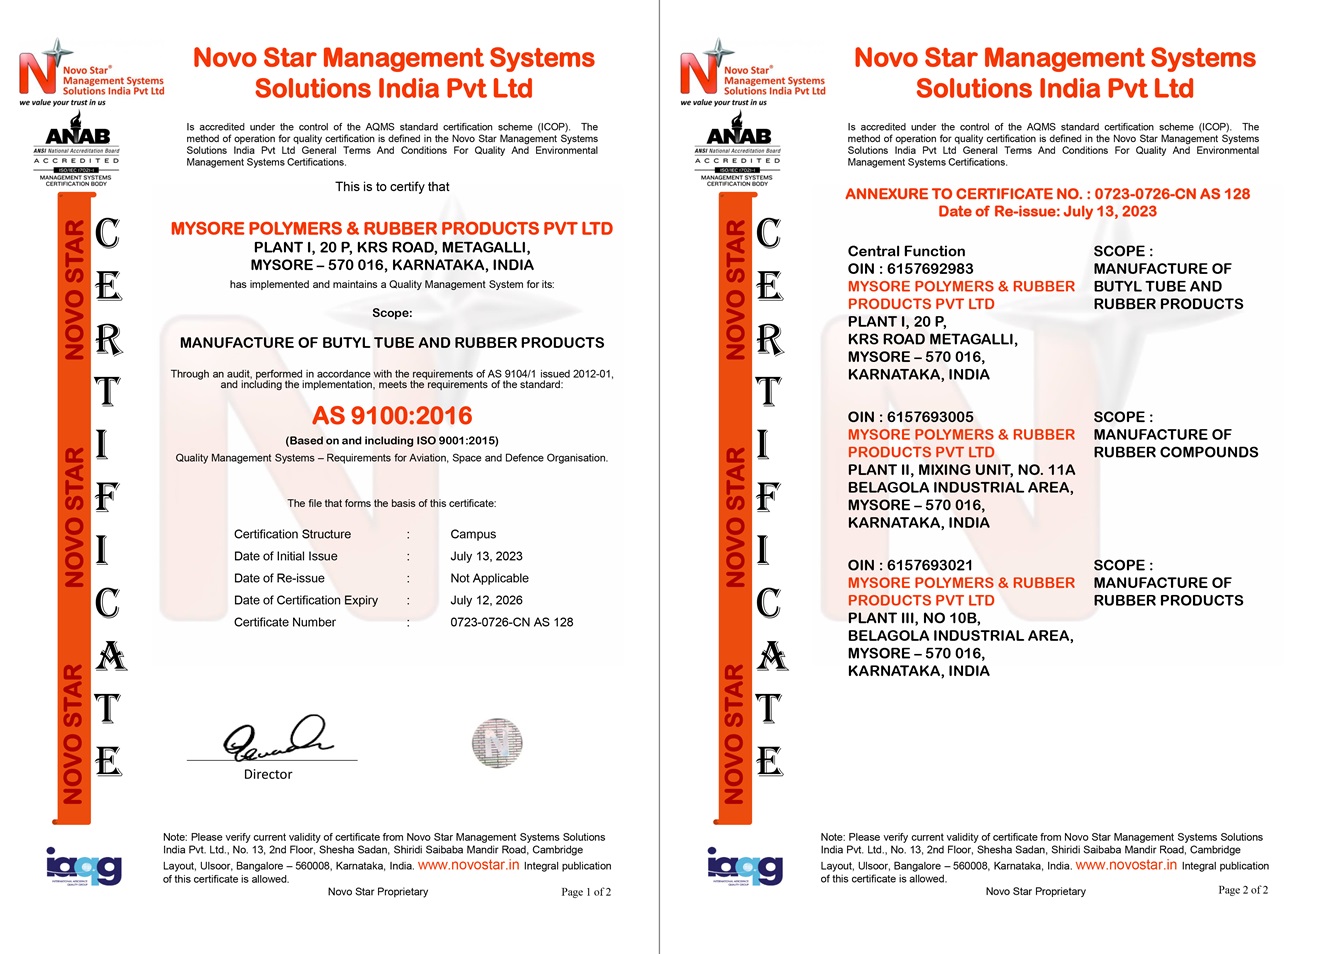 Novo Star®
Management Systems
Solutions India Pvt Ltd
we value your trust in us
ANAB
ANSI National Accreditation Board
ACCREDITED
ISO/IEC 17021-1
MANAGEMENT SYSTEMS
CERTIFICATION BODY
NOVO STAR
NOVO STAR
NOVO STAR
CERTIFICATE
Novo Star Management Systems
Solutions India Pvt Ltd
Is accredited under the control of the AQMS standard certification scheme (ICOP). The
method of operation for quality certification is defined in the Novo Star Management Systems
Solutions India Pvt Ltd General Terms And Conditions For Quality And Environmental
Management Systems Certifications.
This is to certify that
MYSORE POLYMERS & RUBBER PRODUCTS PVT LTD
PLANT I, 20 P, KRS ROAD, METAGALLI,
MYSORE – 570 016, KARNATAKA, INDIA
has implemented and maintains a Quality Management System for its:
Scope:
MANUFACTURE OF BUTYL TUBE AND RUBBER PRODUCTS
Through an audit, performed in accordance with the requirements of AS 9104/1 issued 2012-01,
and including the implementation, meets the requirements of the standard:
AS 9100:2016
(Based on and including ISO 9001:2015)
Quality Management Systems – Requirements for Aviation, Space and Defence Organisation.
The file that forms the basis of this certificate:
Certification Structure : Campus
Date of Initial Issue : July 13, 2023
Date of Re-issue : Not Applicable
Date of Certification Expiry : July 12, 2026
Certificate Number : 0723-0726-CN AS 128
Director
Note: Please verify current validity of certificate from Novo Star Management Systems Solutions
India Pvt. Ltd., No. 13, 2nd Floor, Shesha Sadan, Shiridi Saibaba Mandir Road, Cambridge
Layout, Ulsoor, Bangalore – 560008, Karnataka, India. www.novostar.in Integral publication
of this certificate is allowed.
iaqg
INTERNATIONAL AEROSPACE
QUALITY GROUP
Novo Star Proprietary
Page 1 of 2
Novo Star®
Management Systems
Solutions India Pvt Ltd
we value your trust in us
ANAB
ANSI National Accreditation Board
ACCREDITED
ISO/IEC 17021-1
MANAGEMENT SYSTEMS
CERTIFICATION BODY
NOVO STAR
NOVO STAR
NOVO STAR
CERTIFICATE
Novo Star Management Systems
Solutions India Pvt Ltd
Is accredited under the control of the AQMS standard certification scheme (ICOP). The
method of operation for quality certification is defined in the Novo Star Management Systems
Solutions India Pvt Ltd General Terms And Conditions For Quality And Environmental
Management Systems Certifications.
ANNEXURE TO CERTIFICATE NO. : 0723-0726-CN AS 128
Date of Re-issue: July 13, 2023
Central Function
OIN : 6157692983
MYSORE POLYMERS & RUBBER
PRODUCTS PVT LTD
PLANT I, 20 P,
KRS ROAD METAGALLI,
MYSORE – 570 016,
KARNATAKA, INDIA
SCOPE :
MANUFACTURE OF
BUTYL TUBE AND
RUBBER PRODUCTS
OIN : 6157693005
MYSORE POLYMERS & RUBBER
PRODUCTS PVT LTD
PLANT II, MIXING UNIT, NO. 11A
BELAGOLA INDUSTRIAL AREA,
MYSORE – 570 016,
KARNATAKA, INDIA
SCOPE :
MANUFACTURE OF
RUBBER COMPOUNDS
OIN : 6157693021
MYSORE POLYMERS & RUBBER
PRODUCTS PVT LTD
PLANT III, NO 10B,
BELAGOLA INDUSTRIAL AREA,
MYSORE – 570 016,
KARNATAKA, INDIA
SCOPE :
MANUFACTURE OF
RUBBER PRODUCTS
Note: Please verify current validity of certificate from Novo Star Management Systems Solutions
India Pvt. Ltd., No. 13, 2nd Floor, Shesha Sadan, Shiridi Saibaba Mandir Road, Cambridge
Layout, Ulsoor, Bangalore – 560008, Karnataka, India. www.novostar.in Integral publication
of this certificate is allowed.
iaqg
INTERNATIONAL AEROSPACE
QUALITY GROUP
Novo Star Proprietary
Page 2 of 2